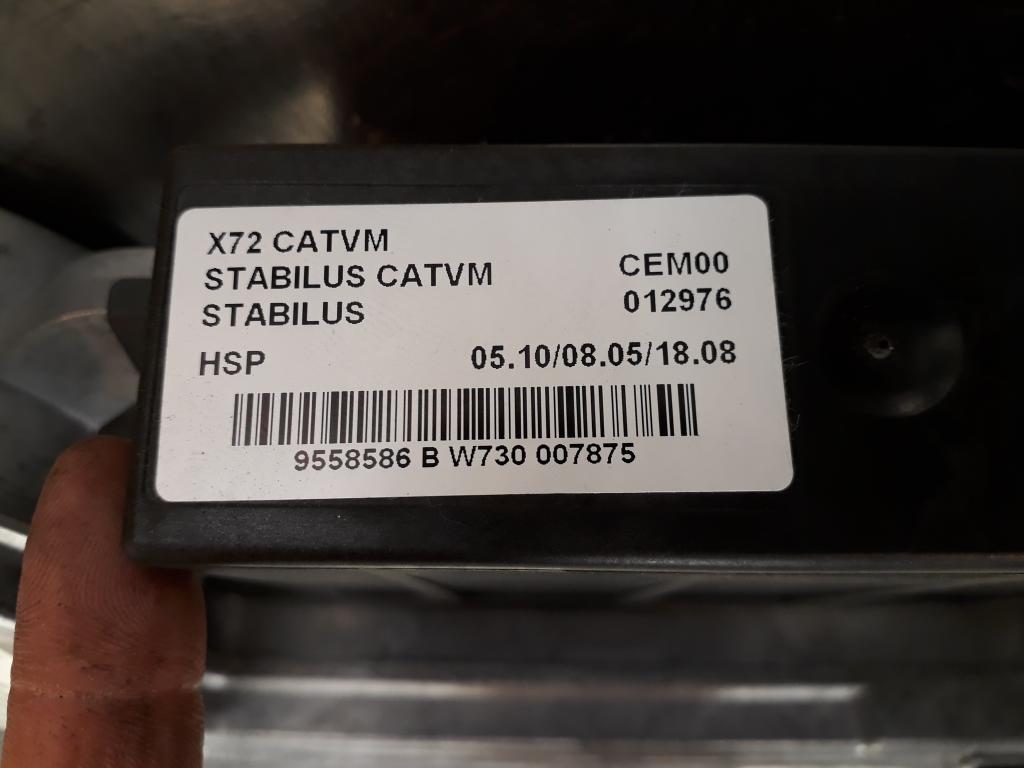 X72 CATVM
STABILUS CATVM
STABILUS
CEM00
012976
HSP 05.10/08.05/18.08
9558586 B W730 007875